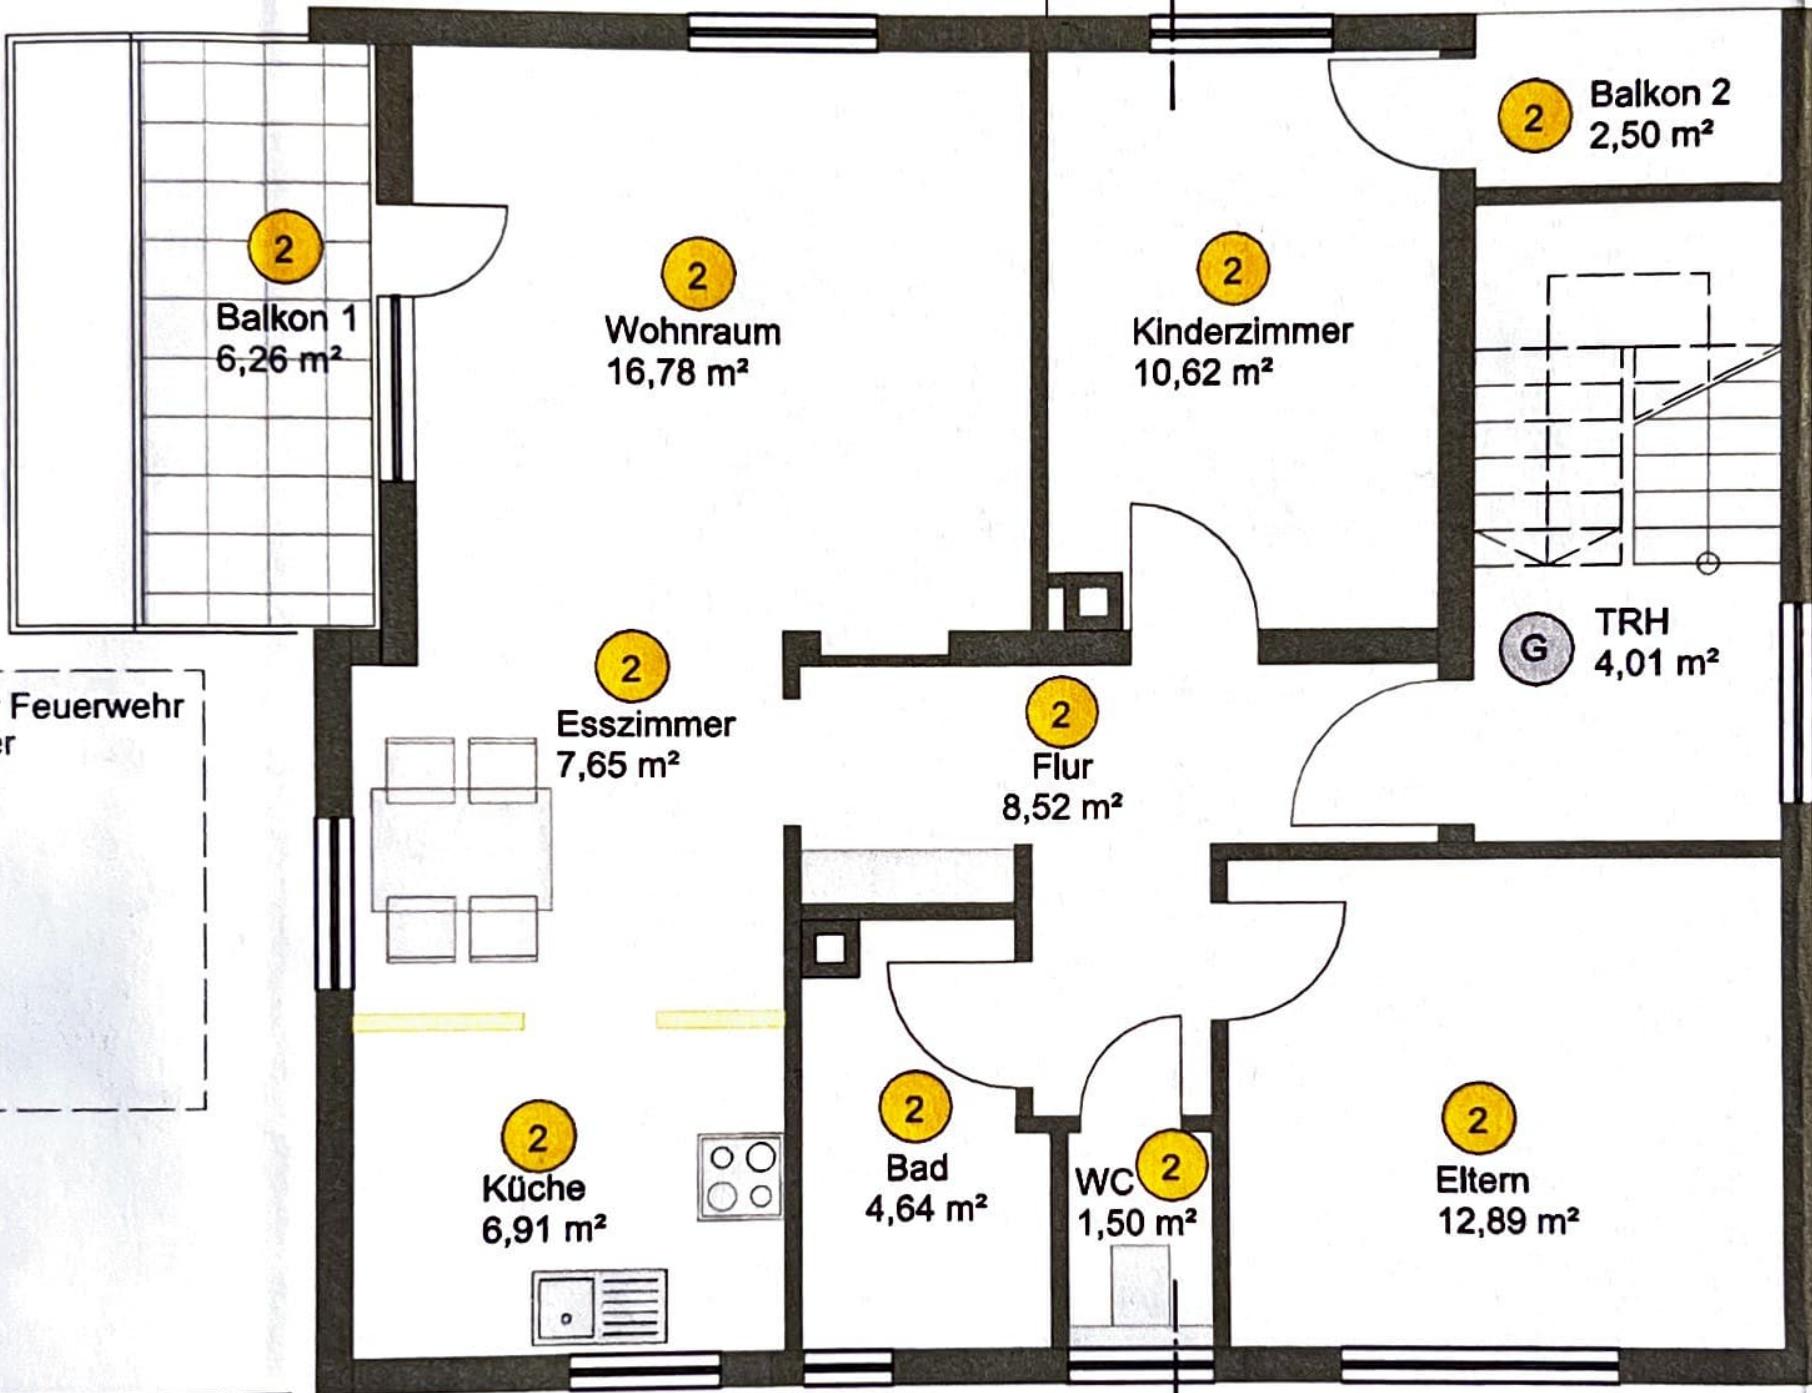 2
Balkon 2
2,50 m²
2
Balkon 1
6,26 m²
2
Wohnraum
16,78 m²
2
Kinderzimmer
10,62 m²
G
TRH
4,01 m²
Feuerwehr
er
2
Esszimmer
7,65 m²
2
Flur
8,52 m²
2
Küche
6,91 m²
2
Bad
4,64 m²
WC 2
1,50 m²
2
Eltern
12,89 m²